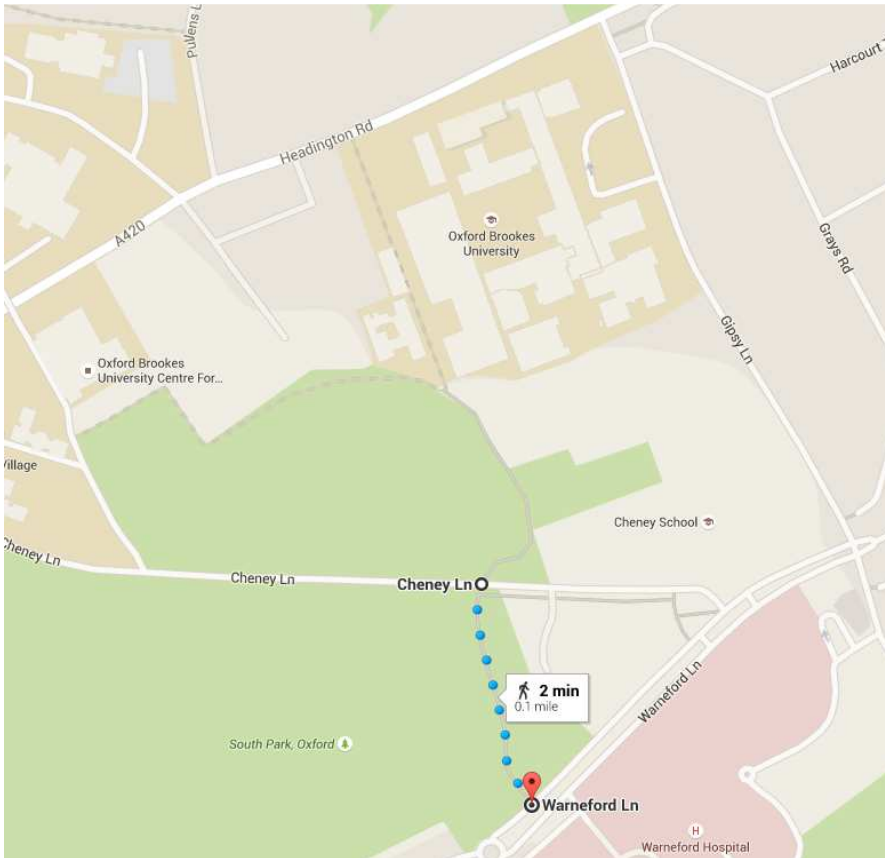 Pullens L
Harcourt
Headington Rd
A420
Oxford Brookes
University
Grays Rd
Gipsy Ln
Oxford Brookes
University Centre For...
Village
Cheney School
Cheney Ln
Cheney Ln
Cheney Ln
2 min
0.1 mile
Warneford Ln
South Park, Oxford
Warneford Ln
H
Warneford Hospital